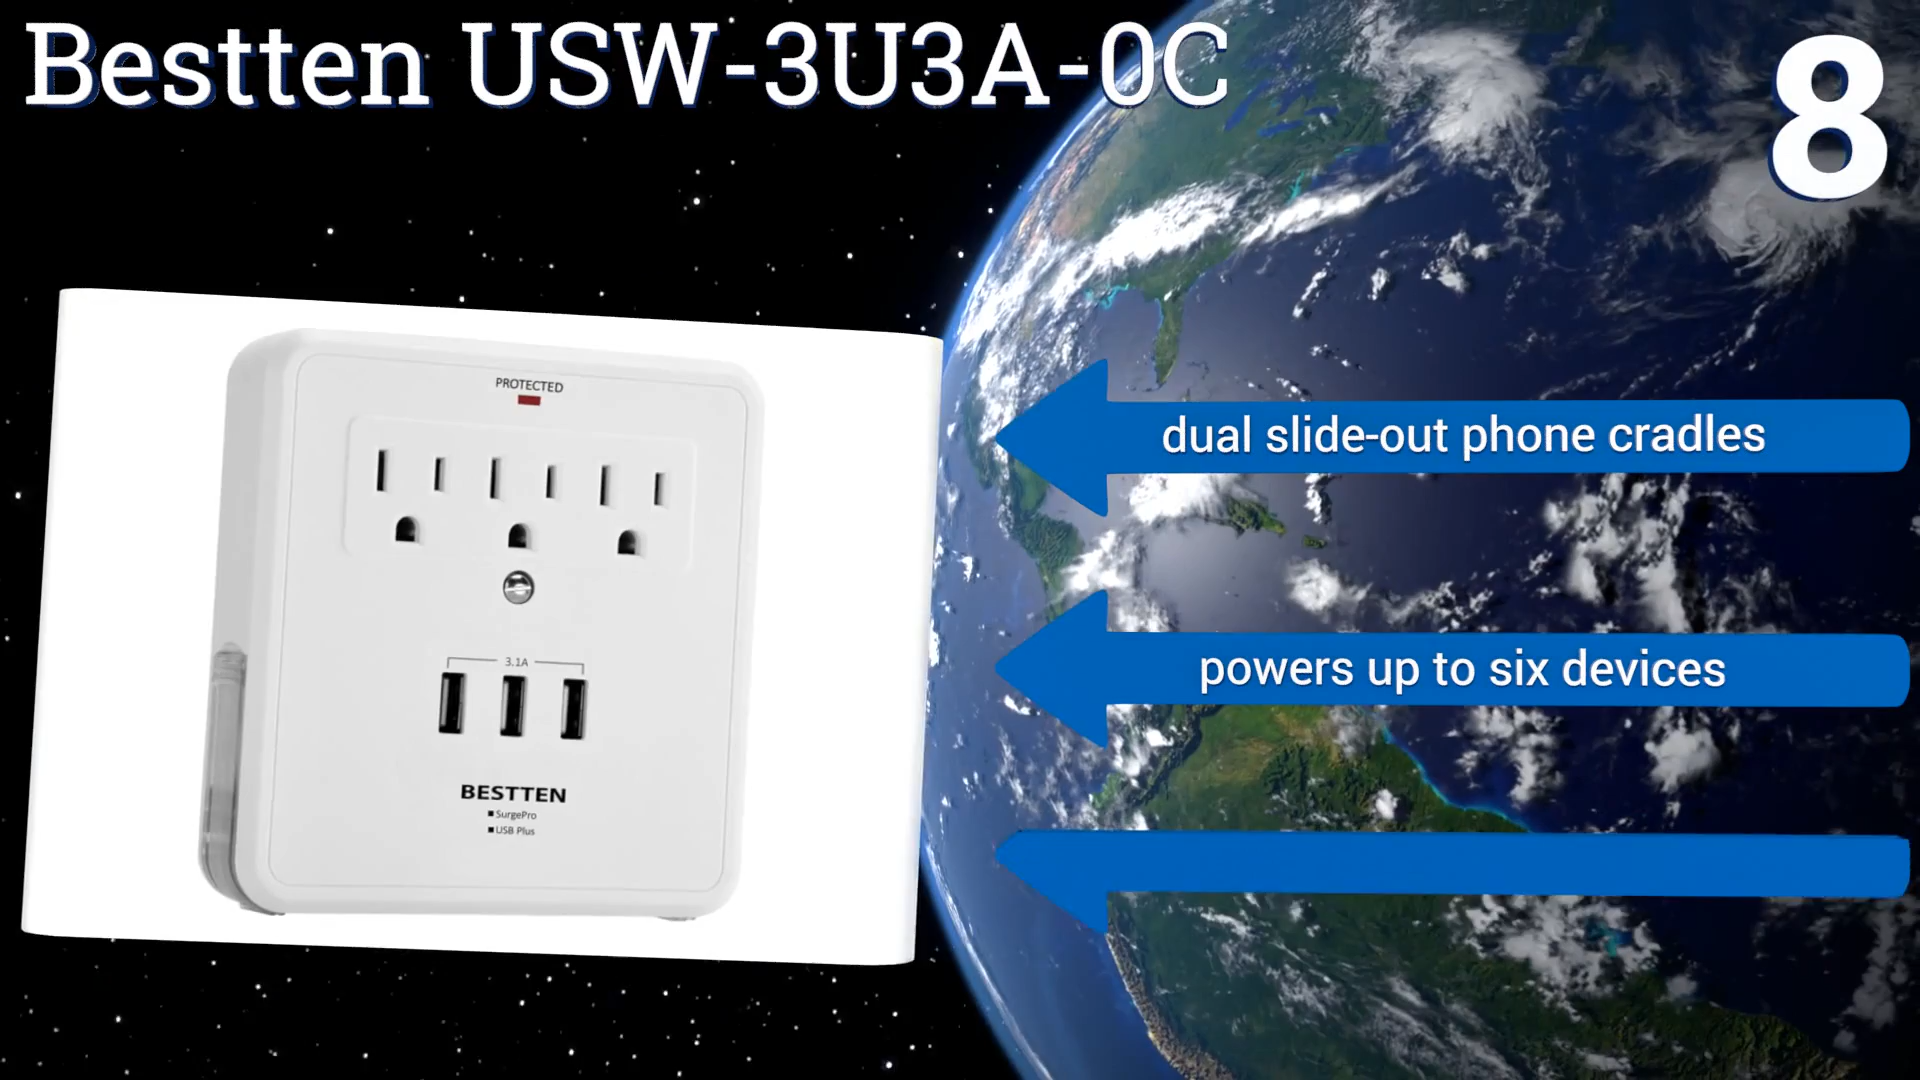 Bestten USW-3U3A-0C
8
PROTECTED
3.1A
BESTTEN
SurgePro
USB Plus
dual slide-out phone cradles
powers up to six devices